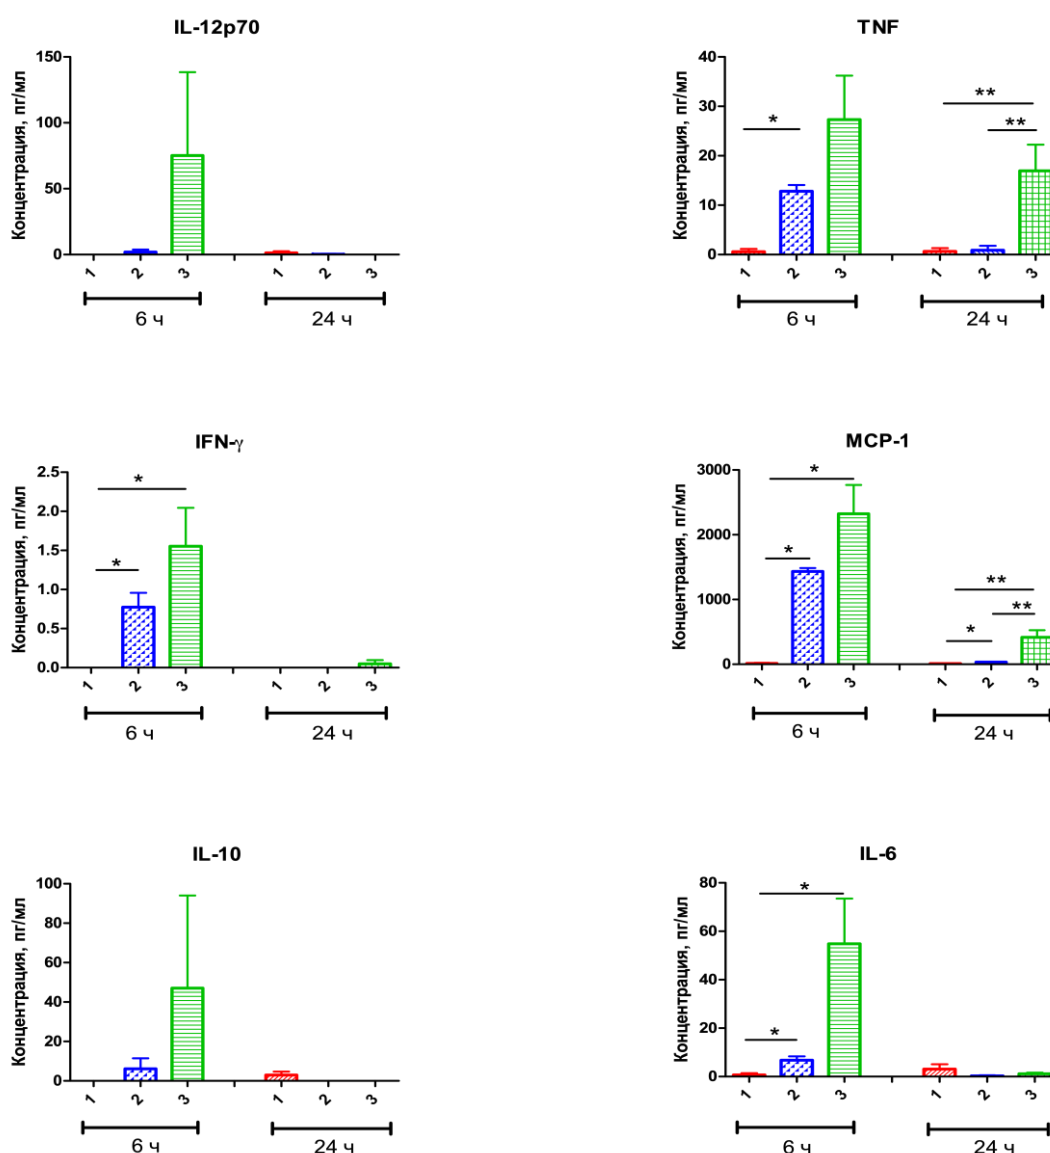 IL-12p70
Концентрация, пг/мл
150
100
50
0
1 2 3 1 2 3
6 ч 24 ч
TNF
Концентрация, пг/мл
40
30
20
10
0
* ** **
1 2 3 1 2 3
6 ч 24 ч
IFN-γ
Концентрация, пг/мл
2.5
2.0
1.5
1.0
0.5
0.0
* *
1 2 3 1 2 3
6 ч 24 ч
MCP-1
Концентрация, пг/мл
3000
2000
1000
0
* * ** ** *
1 2 3 1 2 3
6 ч 24 ч
IL-10
Концентрация, пг/мл
100
80
60
40
20
0
1 2 3 1 2 3
6 ч 24 ч
IL-6
Концентрация, пг/мл
80
60
40
20
0
* *
1 2 3 1 2 3
6 ч 24 ч